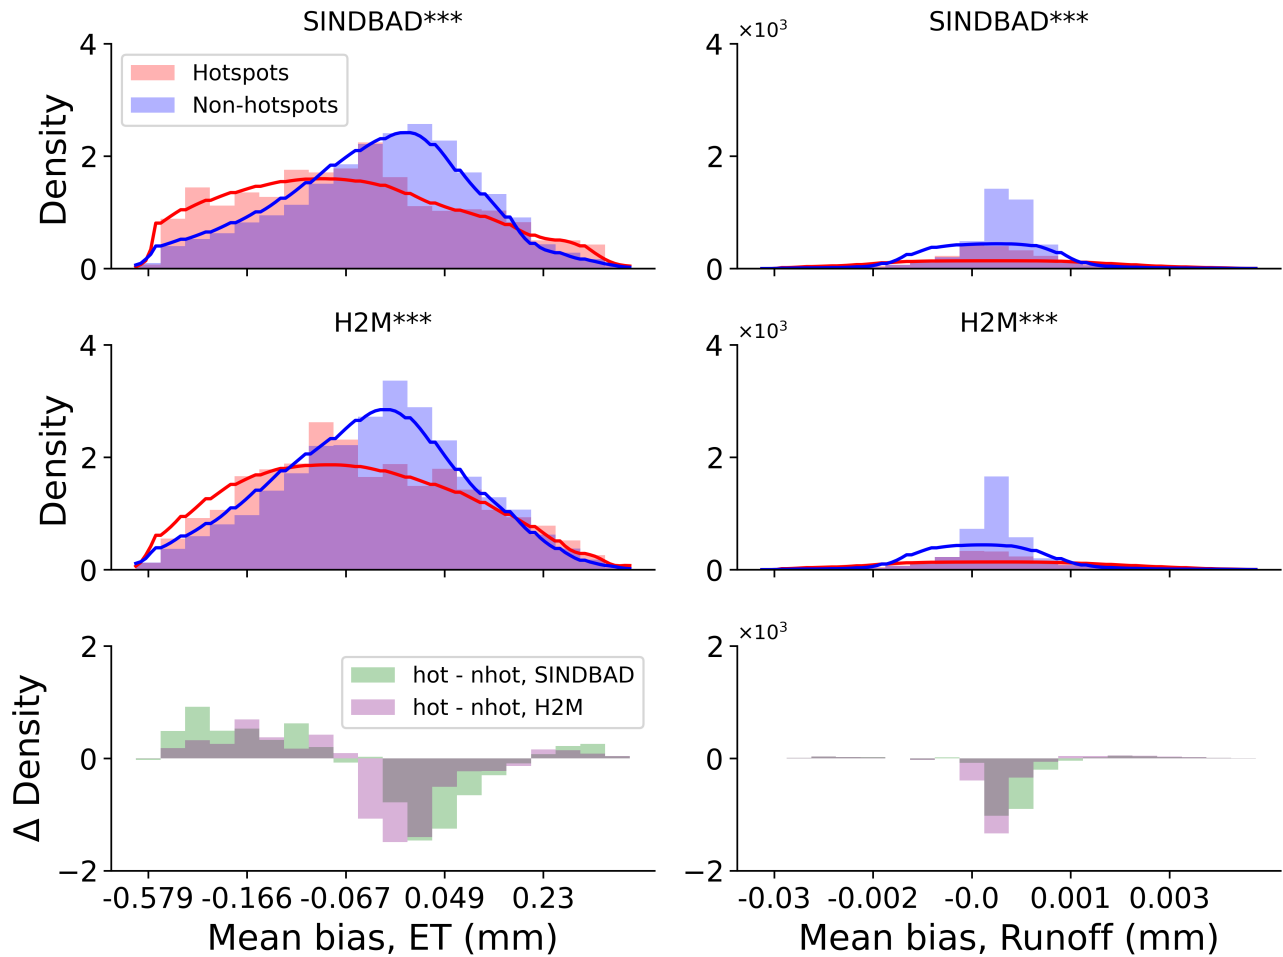 SINDBAD***
SINDBAD***
×10³
4
2
0
Density
Hotspots
Non-hotspots
4
2
0
H2M***
H2M***
×10³
4
2
0
Density
4
2
0
×10³
2
0
−2
Δ Density
hot - nhot, SINDBAD
hot - nhot, H2M
2
0
−2
-0.579 -0.166 -0.067 0.049 0.23
-0.03 -0.002 -0.0 0.001 0.003
Mean bias, ET (mm)
Mean bias, Runoff (mm)